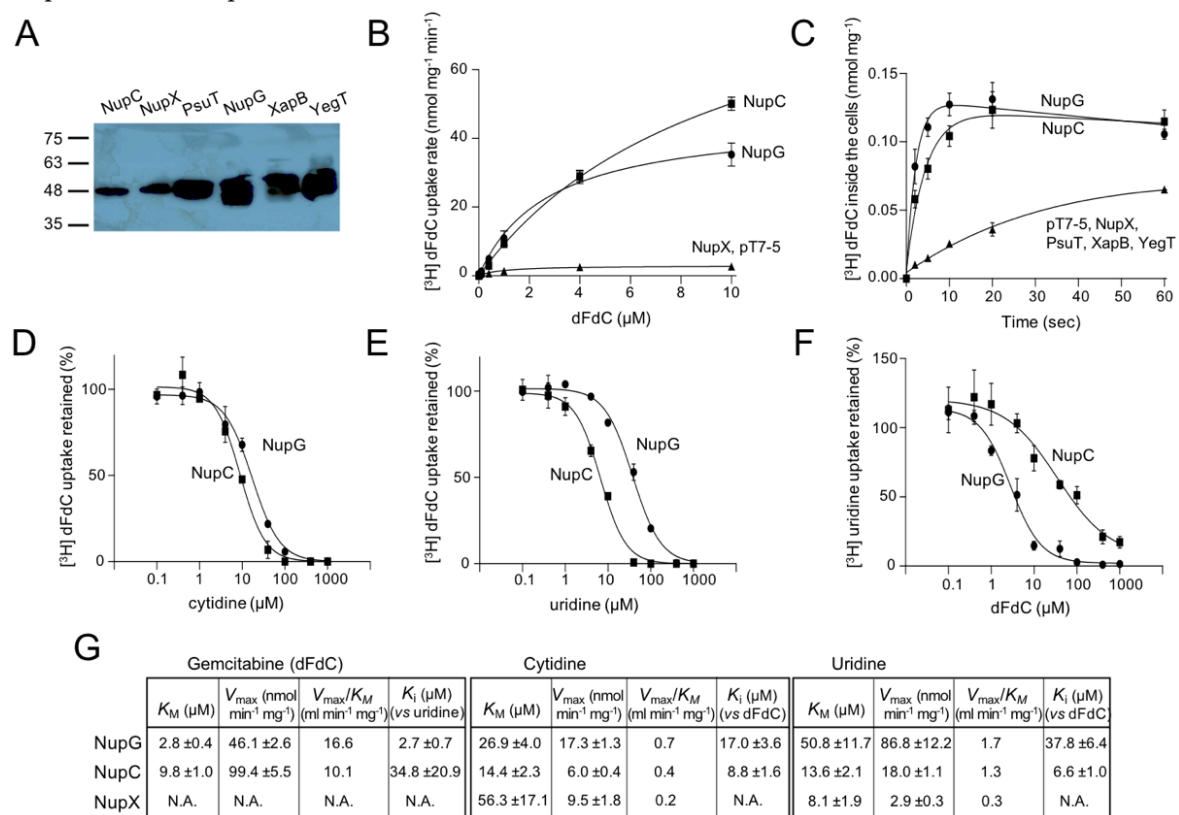 A
NupC NupX PsuT NupG XapB YegT
75
63
48
35
B
[³H] dFdC uptake rate (nmol mg⁻¹ min⁻¹)
60
50
40
30
20
10
0
NupC
NupG
NupX, pT7-5
0 2 4 6 8 10
dFdC (µM)
C
[³H] dFdC inside the cells (nmol mg⁻¹)
0.15
0.10
0.05
0.00
NupG
NupC
pT7-5, NupX,
PsuT, XapB, YegT
0 10 20 30 40 50 60
Time (sec)
D
[³H] dFdC uptake retained (%)
100
50
0
NupG
NupC
0.1 1 10 100 1000
cytidine (µM)
E
[³H] dFdC uptake retained (%)
100
50
0
NupG
NupC
0.1 1 10 100 1000
uridine (µM)
F
[³H] uridine uptake retained (%)
150
100
50
0
NupC
NupG
0.1 1 10 100 1000
dFdC (µM)
G
Gemcitabine (dFdC) Cytidine Uridine
K_M (µM) V_max (nmol min⁻¹ mg⁻¹) V_max/K_M (ml min⁻¹ mg⁻¹) K_i (µM) (vs uridine) K_M (µM) V_max (nmol min⁻¹ mg⁻¹) V_max/K_M (ml min⁻¹ mg⁻¹) K_i (µM) (vs dFdC) K_M (µM) V_max (nmol min⁻¹ mg⁻¹) V_max/K_M (ml min⁻¹ mg⁻¹) K_i (µM) (vs dFdC)
NupG 2.8 ±0.4 46.1 ±2.6 16.6 2.7 ±0.7 26.9 ±4.0 17.3 ±1.3 0.7 17.0 ±3.6 50.8 ±11.7 86.8 ±12.2 1.7 37.8 ±6.4
NupC 9.8 ±1.0 99.4 ±5.5 10.1 34.8 ±20.9 14.4 ±2.3 6.0 ±0.4 0.4 8.8 ±1.6 13.6 ±2.1 18.0 ±1.1 1.3 6.6 ±1.0
NupX N.A. N.A. N.A. N.A. 56.3 ±17.1 9.5 ±1.8 0.2 N.A. 8.1 ±1.9 2.9 ±0.3 0.3 N.A.